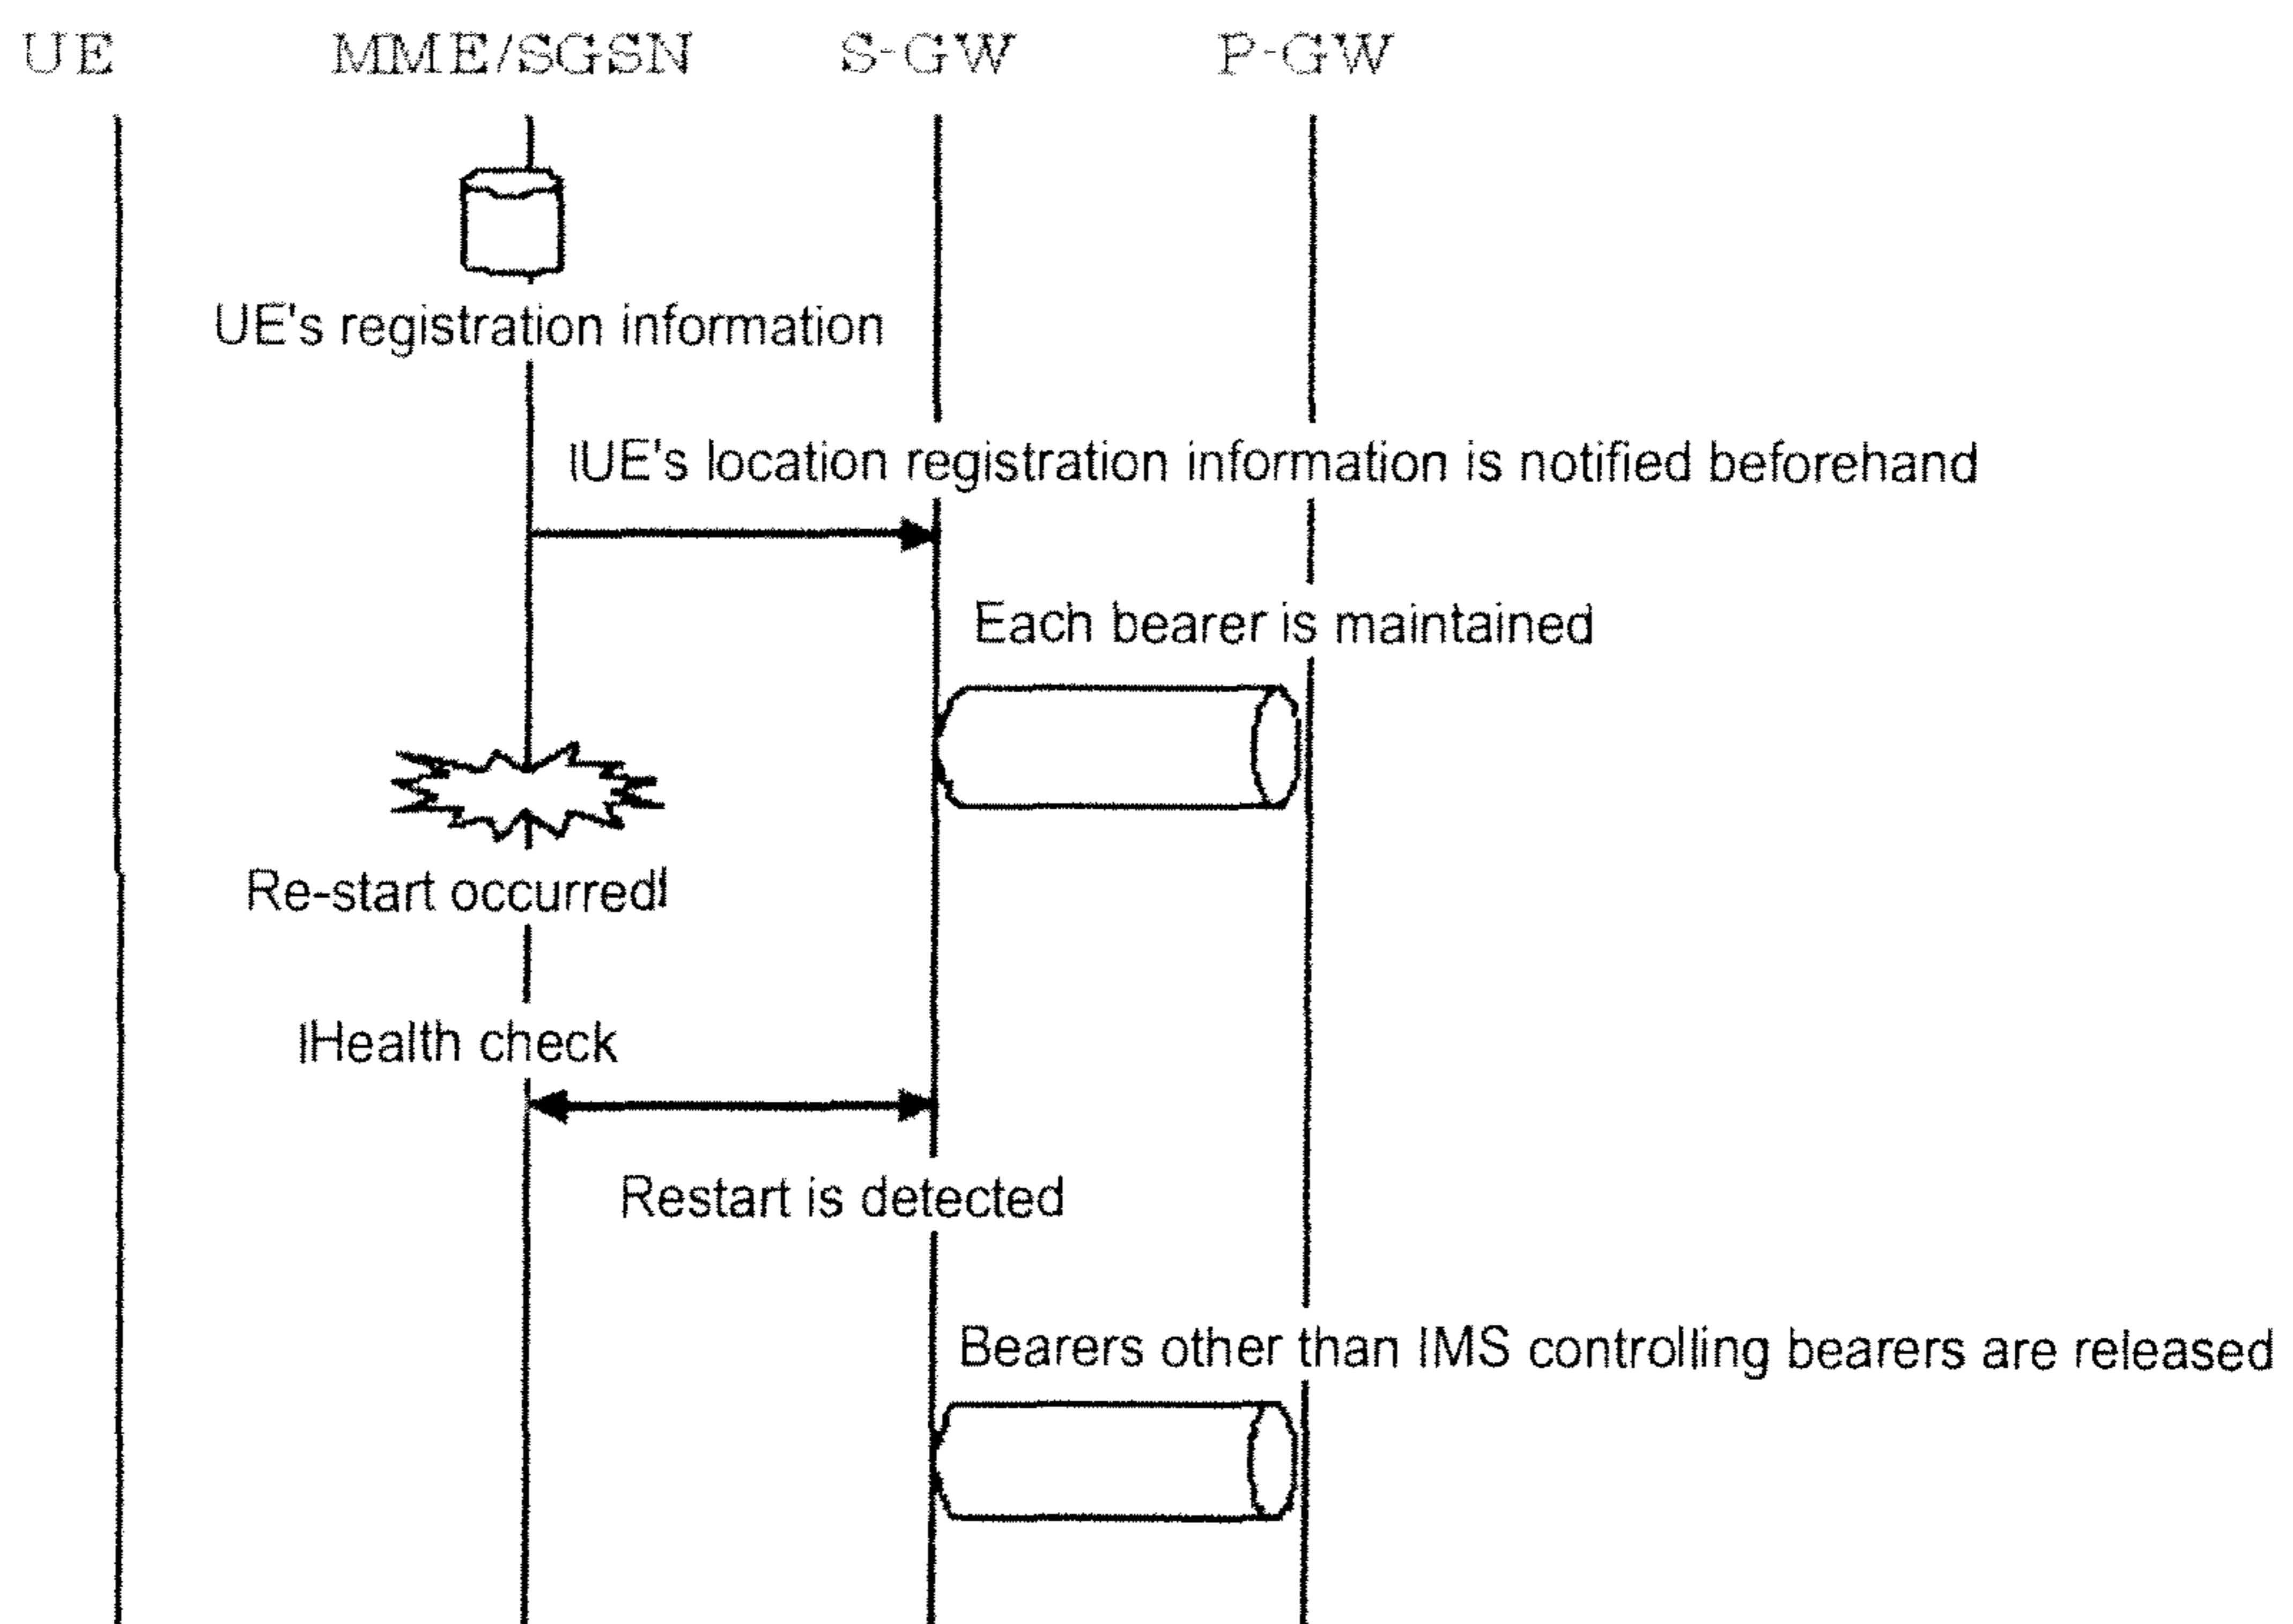 UE MME/SGSN S-GW P-GW
UE's registration information
UE's location registration information is notified beforehand
Each bearer is maintained
Re-start occurred
Health check
Restart is detected
Bearers other than IMS controlling bearers are released